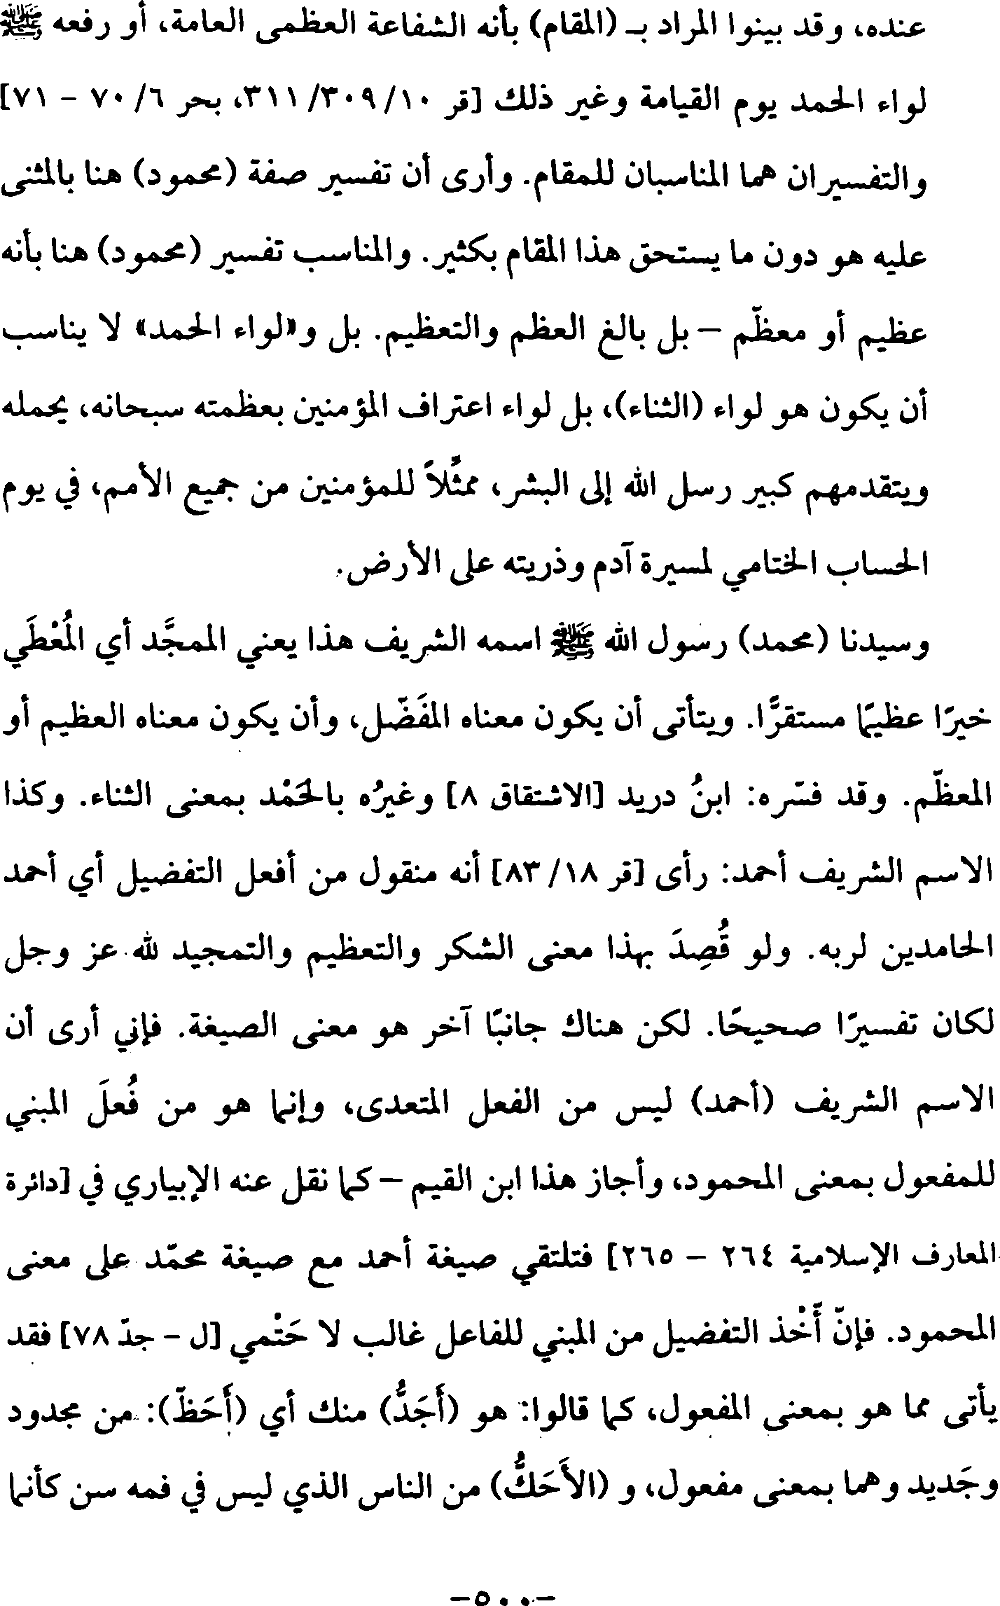 عنده، وقد بينوا المراد بـ (المقام) بأنه الشفاعة العظمى العامة، أو رفعه ﷺ
لواء الحمد يوم القيامة وغير ذلك [قر ١٠/ ٣٠٩/ ٣١١، بحر ٦/ ٧٠ – ٧١]
والتفسيران هما المناسبان للمقام. وأرى أن تفسير صفة (محمود) هنا بالمثنى
عليه هو دون ما يستحق هذا المقام بكثير. والمناسب تفسير (محمود) هنا بأنه
عظيم أو معظّم – بل بالغ العظم والتعظيم. بل و«لواء الحمد» لا يناسب
أن يكون هو لواء (الثناء)، بل لواء اعتراف المؤمنين بعظمته سبحانه، يحمله
ويتقدمهم كبير رسل الله إلى البشر، ممثِّلاً للمؤمنين من جميع الأمم، في يوم
الحساب الختامي لمسيرة آدم وذريته على الأرض.
وسيدنا (محمد) رسول الله ﷺ اسمه الشريف هذا يعني الممجَّد أي المُعْطَي
خيرًا عظيمًا مستقرًّا. ويتأتى أن يكون معناه المفَضّل، وأن يكون معناه العظيم أو
المعظّم. وقد فسّره: ابنُ دريد [الاشتقاق ٨] وغيرُه بالحَمْد بمعنى الثناء. وكذا
الاسم الشريف أحمد: رأى [قر ١٨/ ٨٣] أنه منقول من أفعل التفضيل أي أحمد
الحامدين لربه. ولو قُصِدَ بهذا معنى الشكر والتعظيم والتمجيد لله عز وجل
لكان تفسيرًا صحيحًا. لكن هناك جانبًا آخر هو معنى الصيغة. فإني أرى أن
الاسم الشريف (أحمد) ليس من الفعل المتعدى، وإنما هو من فُعلَ المبني
للمفعول بمعنى المحمود، وأجاز هذا ابن القيم – كما نقل عنه الإبياري في [دائرة
المعارف الإسلامية ٢٦٤ – ٢٦٥] فتلتقي صيغة أحمد مع صيغة محمّد على معنى
المحمود. فإنّ أَخْذ التفضيل من المبني للفاعل غالب لا حَتْمي [ل – جدّ ٧٨] فقد
يأتى مما هو بمعنى المفعول، كما قالوا: هو (أَجَدُّ) منك أي (أَحَظّ): من مجدود
وجَديد وهما بمعنى مفعول، و (الأَحَكُّ) من الناس الذي ليس في فمه سن كأنما
-٥٠٠-